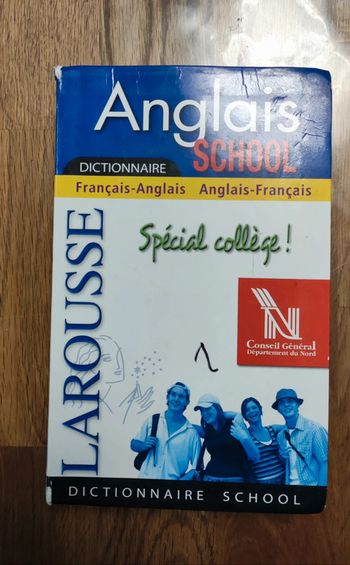 Anglais
SCHOOL
DICTIONNAIRE
Français-Anglais Anglais-Français
LAROUSSE
Spécial collège !
N
Conseil Général
Département du Nord
DICTIONNAIRE SCHOOL